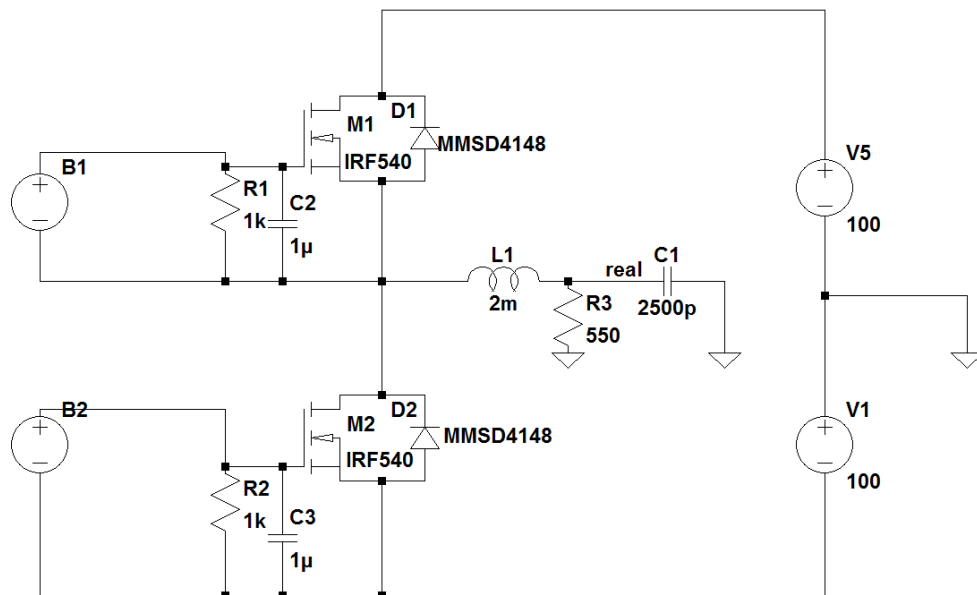 D1
M1
MMSD4148
IRF540
B1
R1
1k
C2
1µ
V5
100
L1
2m
real
C1
R3
550
2500p
B2
D2
M2
MMSD4148
IRF540
R2
1k
C3
1µ
V1
100